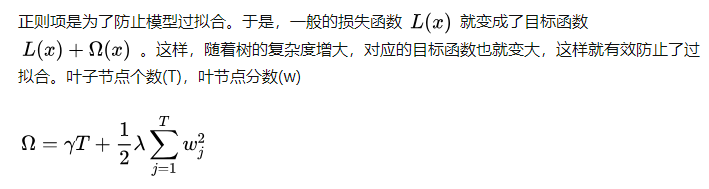 正则项是为了防止模型过拟合。于是，一般的损失函数 L(x) 就变成了目标函数
L(x) + Ω(x) 。这样，随着树的复杂度增大，对应的目标函数也就变大，这样就有效防止了过
拟合。叶子节点个数(T)，叶节点分数(w)
Ω = γT + \frac{1}{2} λ \sum_{j=1}^{T} w_j^2